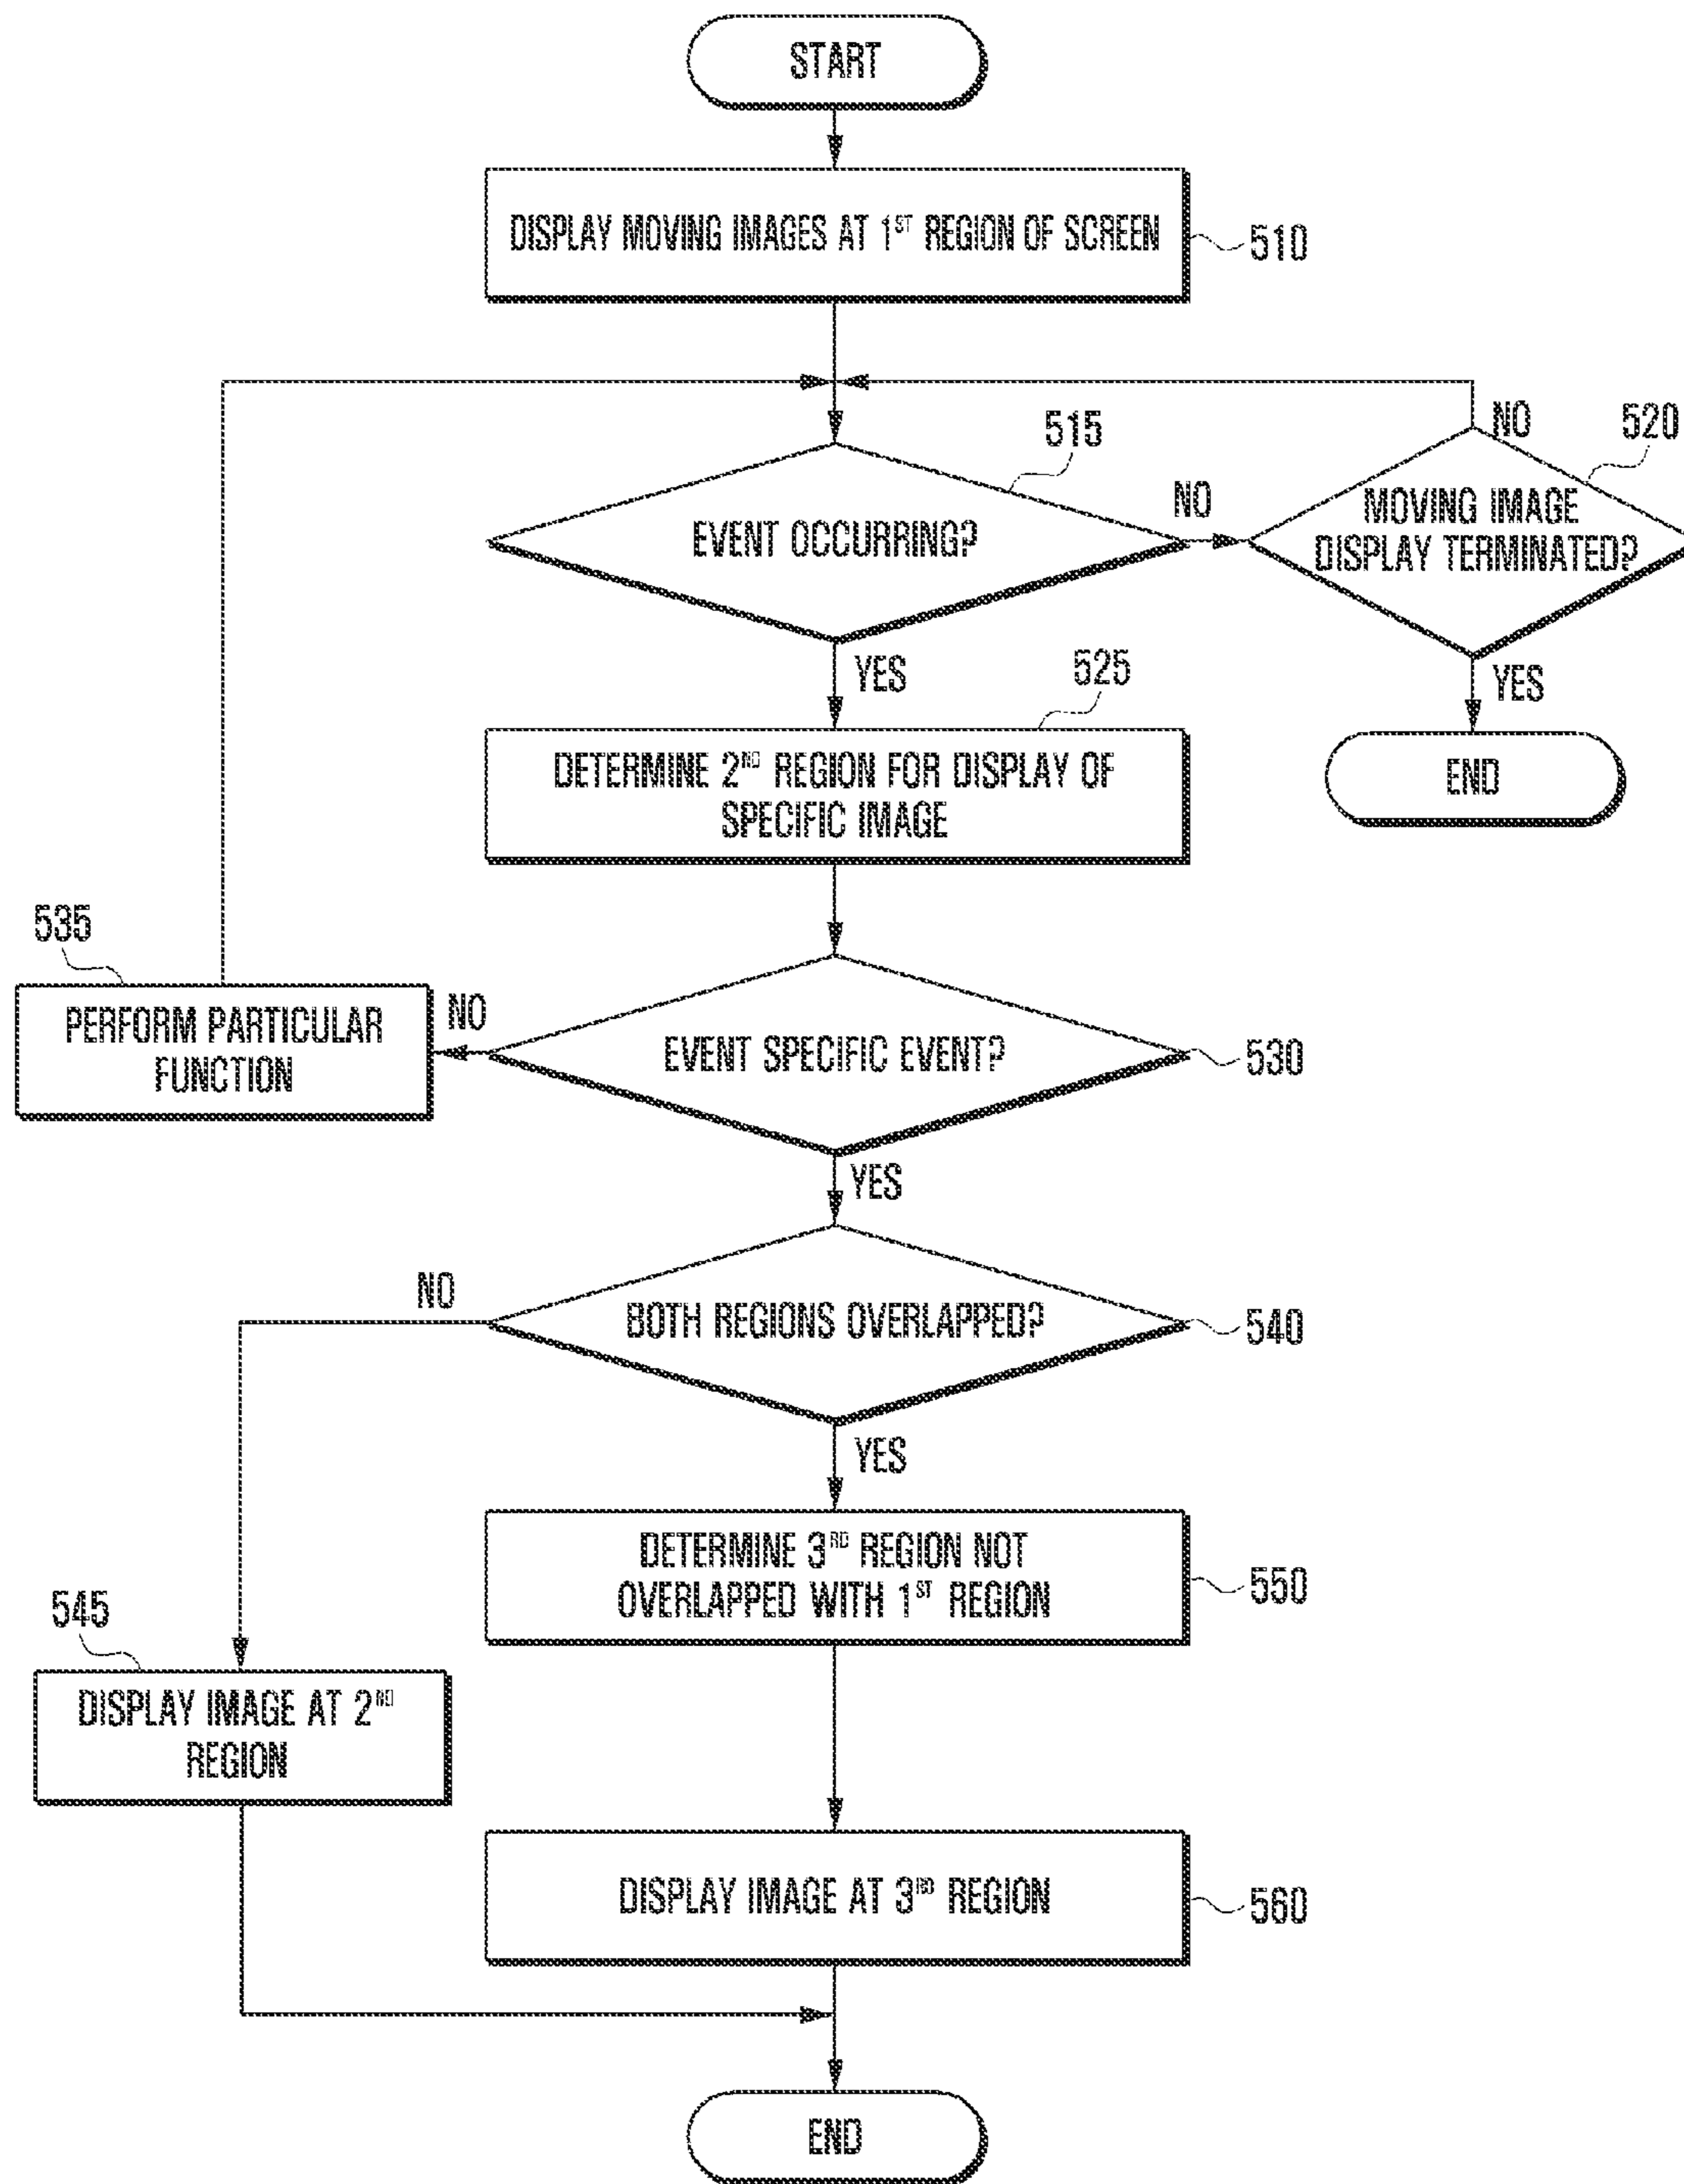 START
DISPLAY MOVING IMAGES AT 1ST REGION OF SCREEN
510
515
EVENT OCCURRING?
NO
NO
520
MOVING IMAGE
DISPLAY TERMINATED?
YES
END
YES
525
DETERMINE 2ND REGION FOR DISPLAY OF
SPECIFIC IMAGE
535
PERFORM PARTICULAR
FUNCTION
NO
EVENT SPECIFIC EVENT?
530
YES
NO
BOTH REGIONS OVERLAPPED?
540
YES
DETERMINE 3RD REGION NOT
OVERLAPPED WITH 1ST REGION
550
545
DISPLAY IMAGE AT 2ND
REGION
DISPLAY IMAGE AT 3RD REGION
560
END